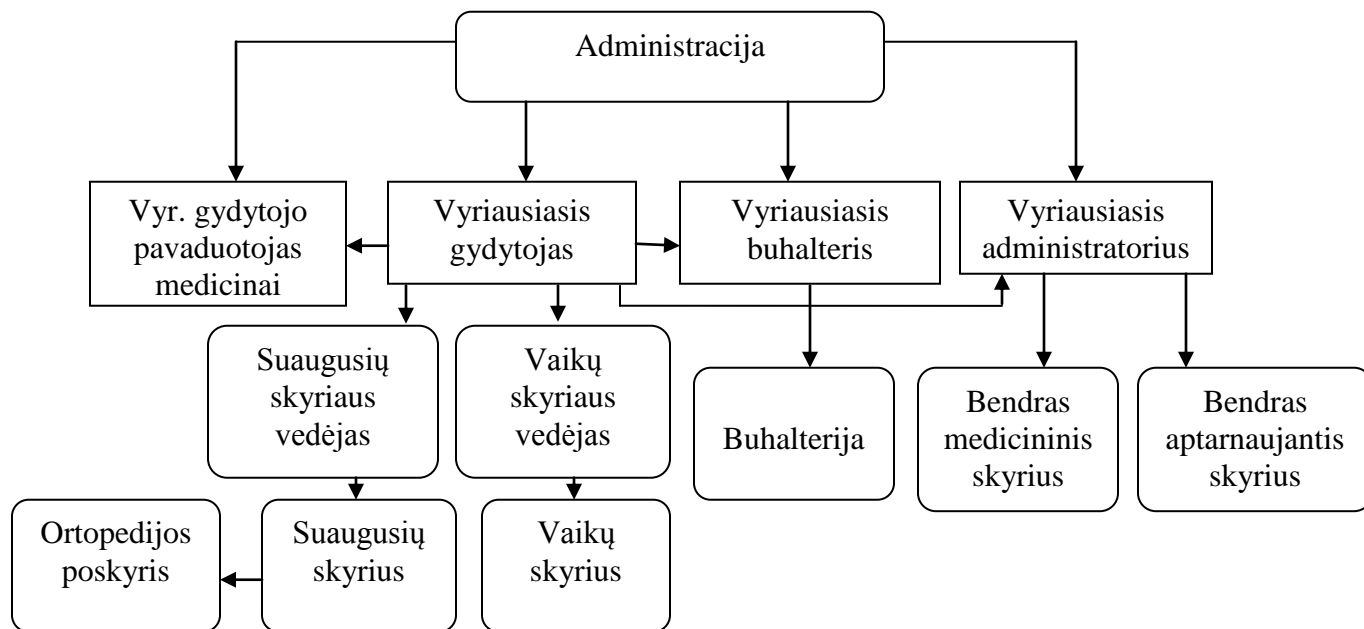 Administracija
Vyr. gydytojo
pavaduotojas
medicinai
Vyriausiasis
gydytojas
Vyriausiasis
buhalteris
Vyriausiasis
administratorius
Suaugusių
skyriaus
vedėjas
Vaikų
skyriaus
vedėjas
Buhalterija
Bendras
medicininis
skyrius
Bendras
aptarnaujantis
skyrius
Ortopedijos
poskyris
Suaugusių
skyrius
Vaikų
skyrius